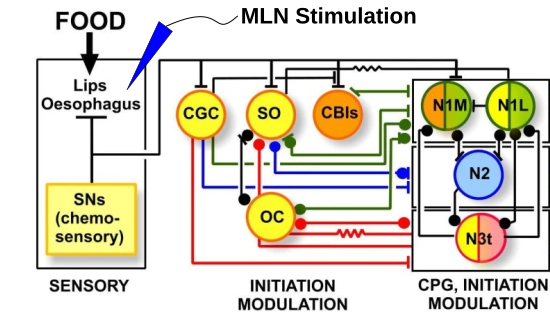 FOOD
MLN Stimulation
Lips
Oesophagus
CGC
SO
CBIs
N1M
N1L
N2
SNs
(chemo-
sensory)
OC
N3t
SENSORY
INITIATION
MODULATION
CPG, INITIATION
MODULATION